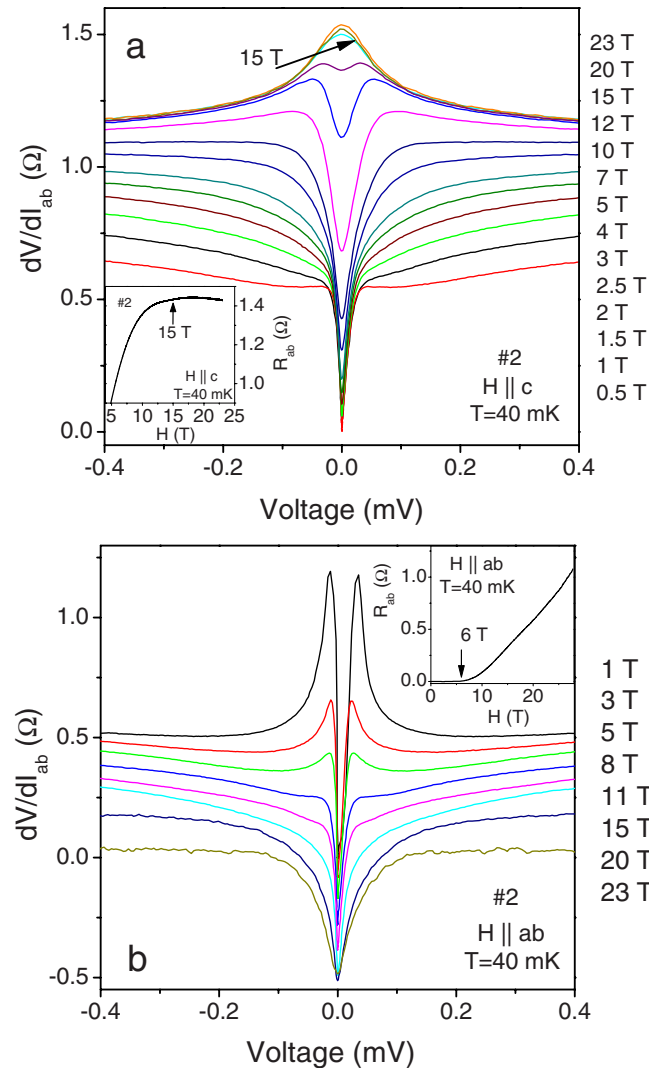 a
15 T
1.5
1.0
0.5
0.0
dV/dI_ab (Ω)
-0.4
-0.2
0.0
0.2
0.4
Voltage (mV)
#2
H || c
T=40 mK
23 T
20 T
15 T
12 T
10 T
7 T
5 T
4 T
3 T
2.5 T
2 T
1.5 T
1 T
0.5 T
#2
15 T
H || c
T=40 mK
1.4
1.2
1.0
R_ab (Ω)
5
10
15
20
25
H (T)
b
1.0
0.5
0.0
-0.5
dV/dI_ab (Ω)
-0.4
-0.2
0.0
0.2
0.4
Voltage (mV)
#2
H || ab
T=40 mK
1 T
3 T
5 T
8 T
11 T
15 T
20 T
23 T
H || ab
T=40 mK
6 T
1.0
0.5
0.0
R_ab (Ω)
0
10
20
H (T)